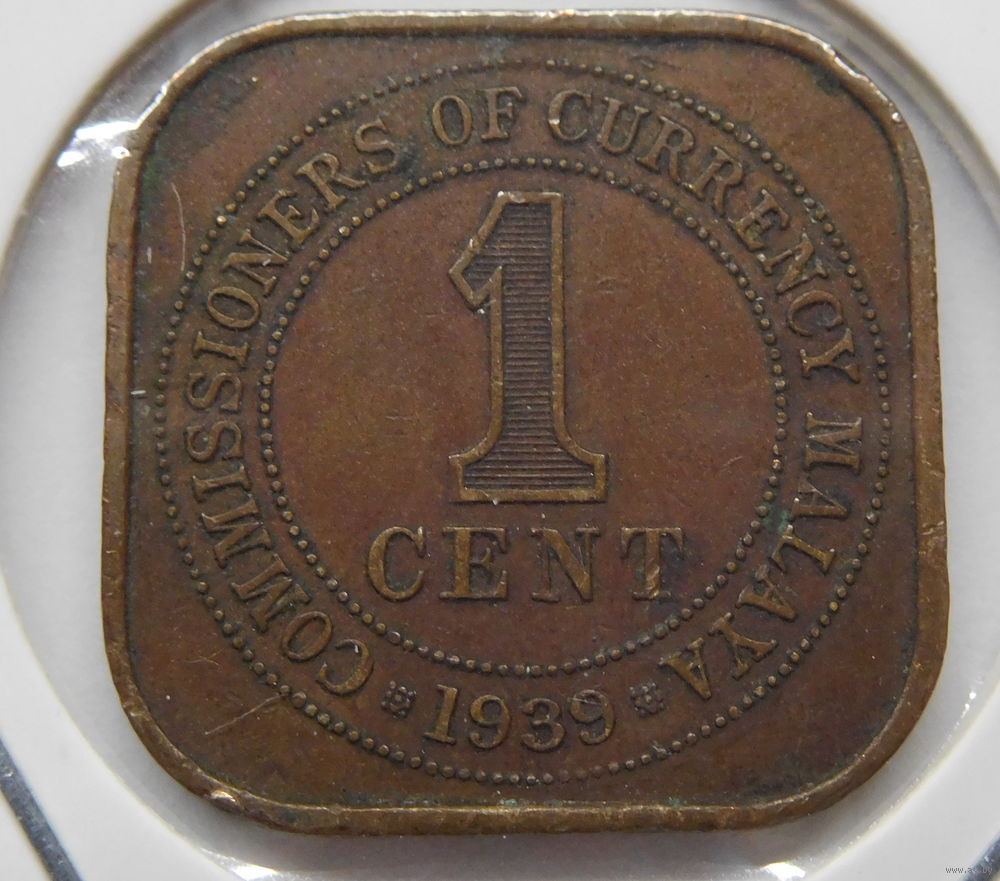 COMMISSIONERS OF CURRENCY MALAYA
1
CENT
1939